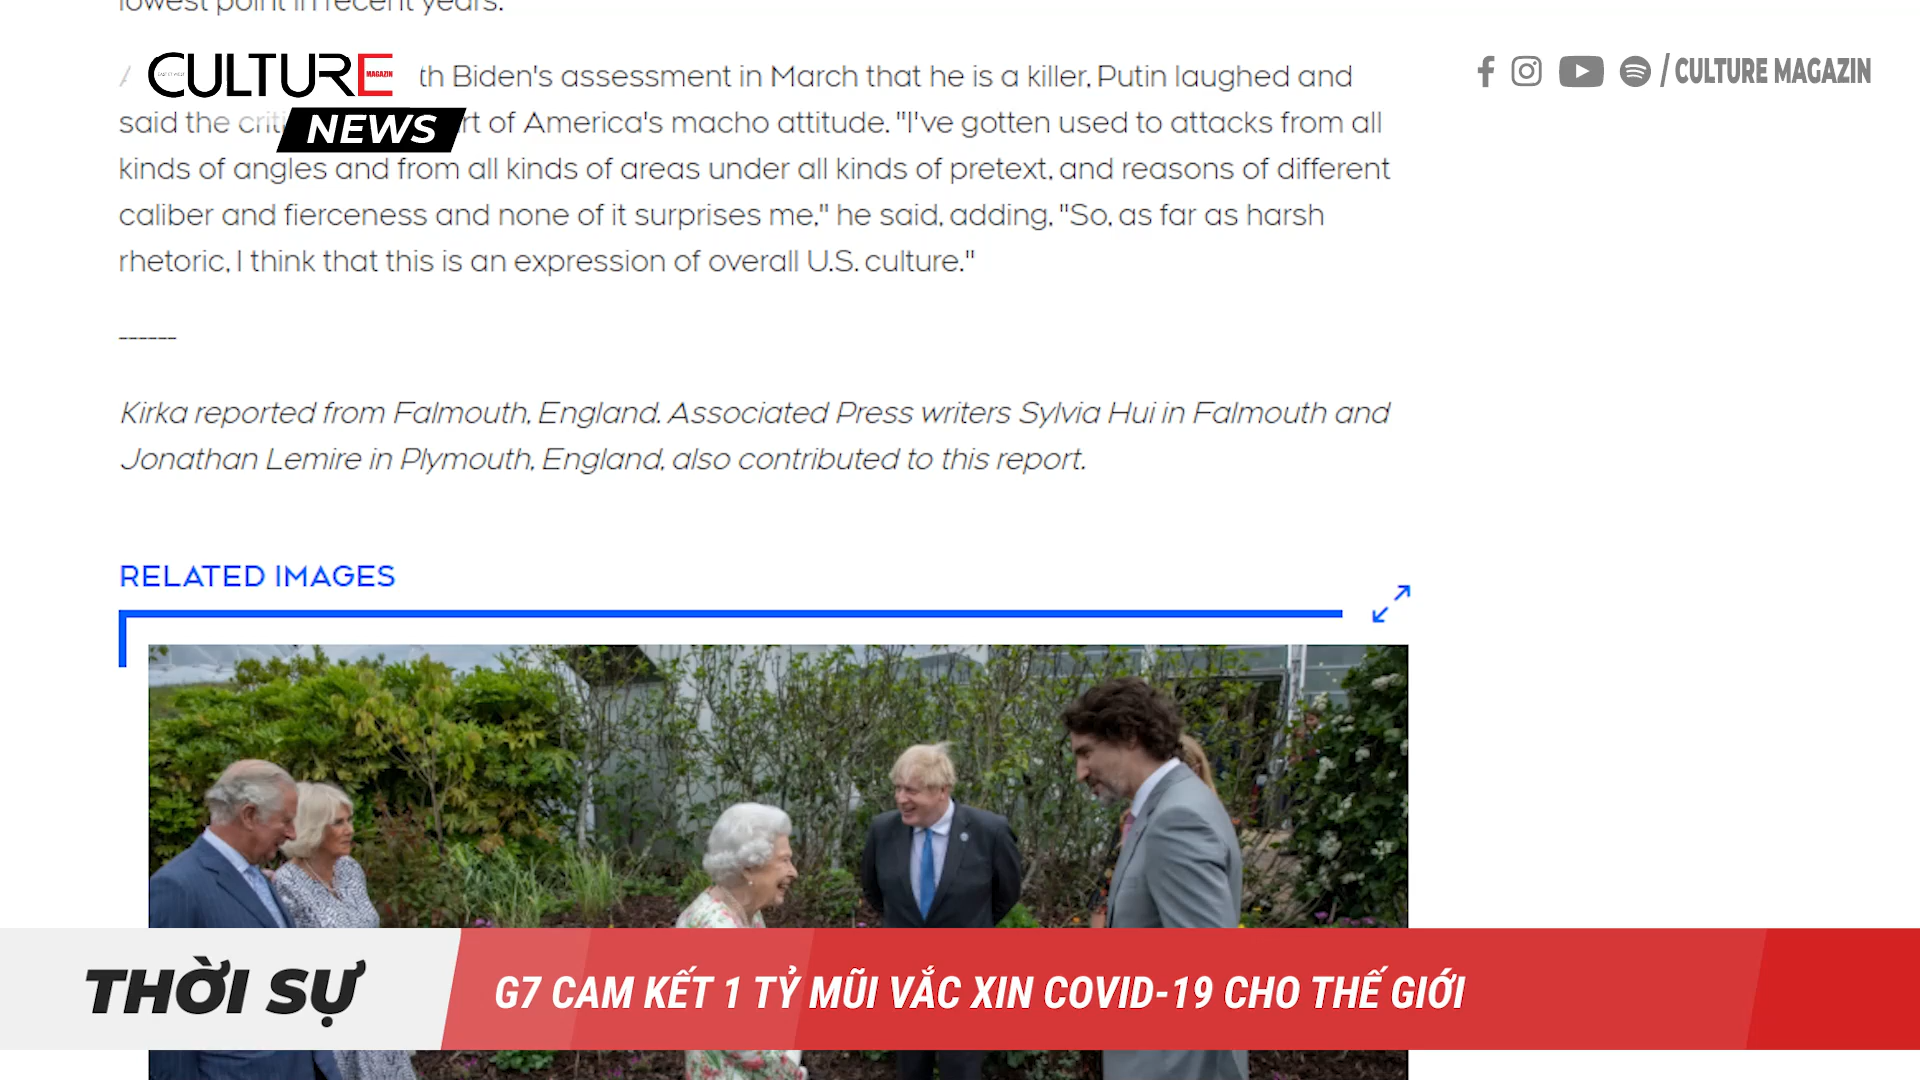 lowest point in recent years.
CULTURE
MAGAZIN
NEWS
/ CULTURE MAGAZIN
th Biden's assessment in March that he is a killer, Putin laughed and
said the rt of America's macho attitude. "I've gotten used to attacks from all
kinds of angles and from all kinds of areas under all kinds of pretext, and reasons of different
caliber and fierceness and none of it surprises me," he said, adding, "So, as far as harsh
rhetoric, I think that this is an expression of overall U.S. culture."
------
Kirka reported from Falmouth, England. Associated Press writers Sylvia Hui in Falmouth and
Jonathan Lemire in Plymouth, England, also contributed to this report.
RELATED IMAGES
THỜI SỰ
G7 CAM KẾT 1 TỶ MŨI VẮC XIN COVID-19 CHO THẾ GIỚI